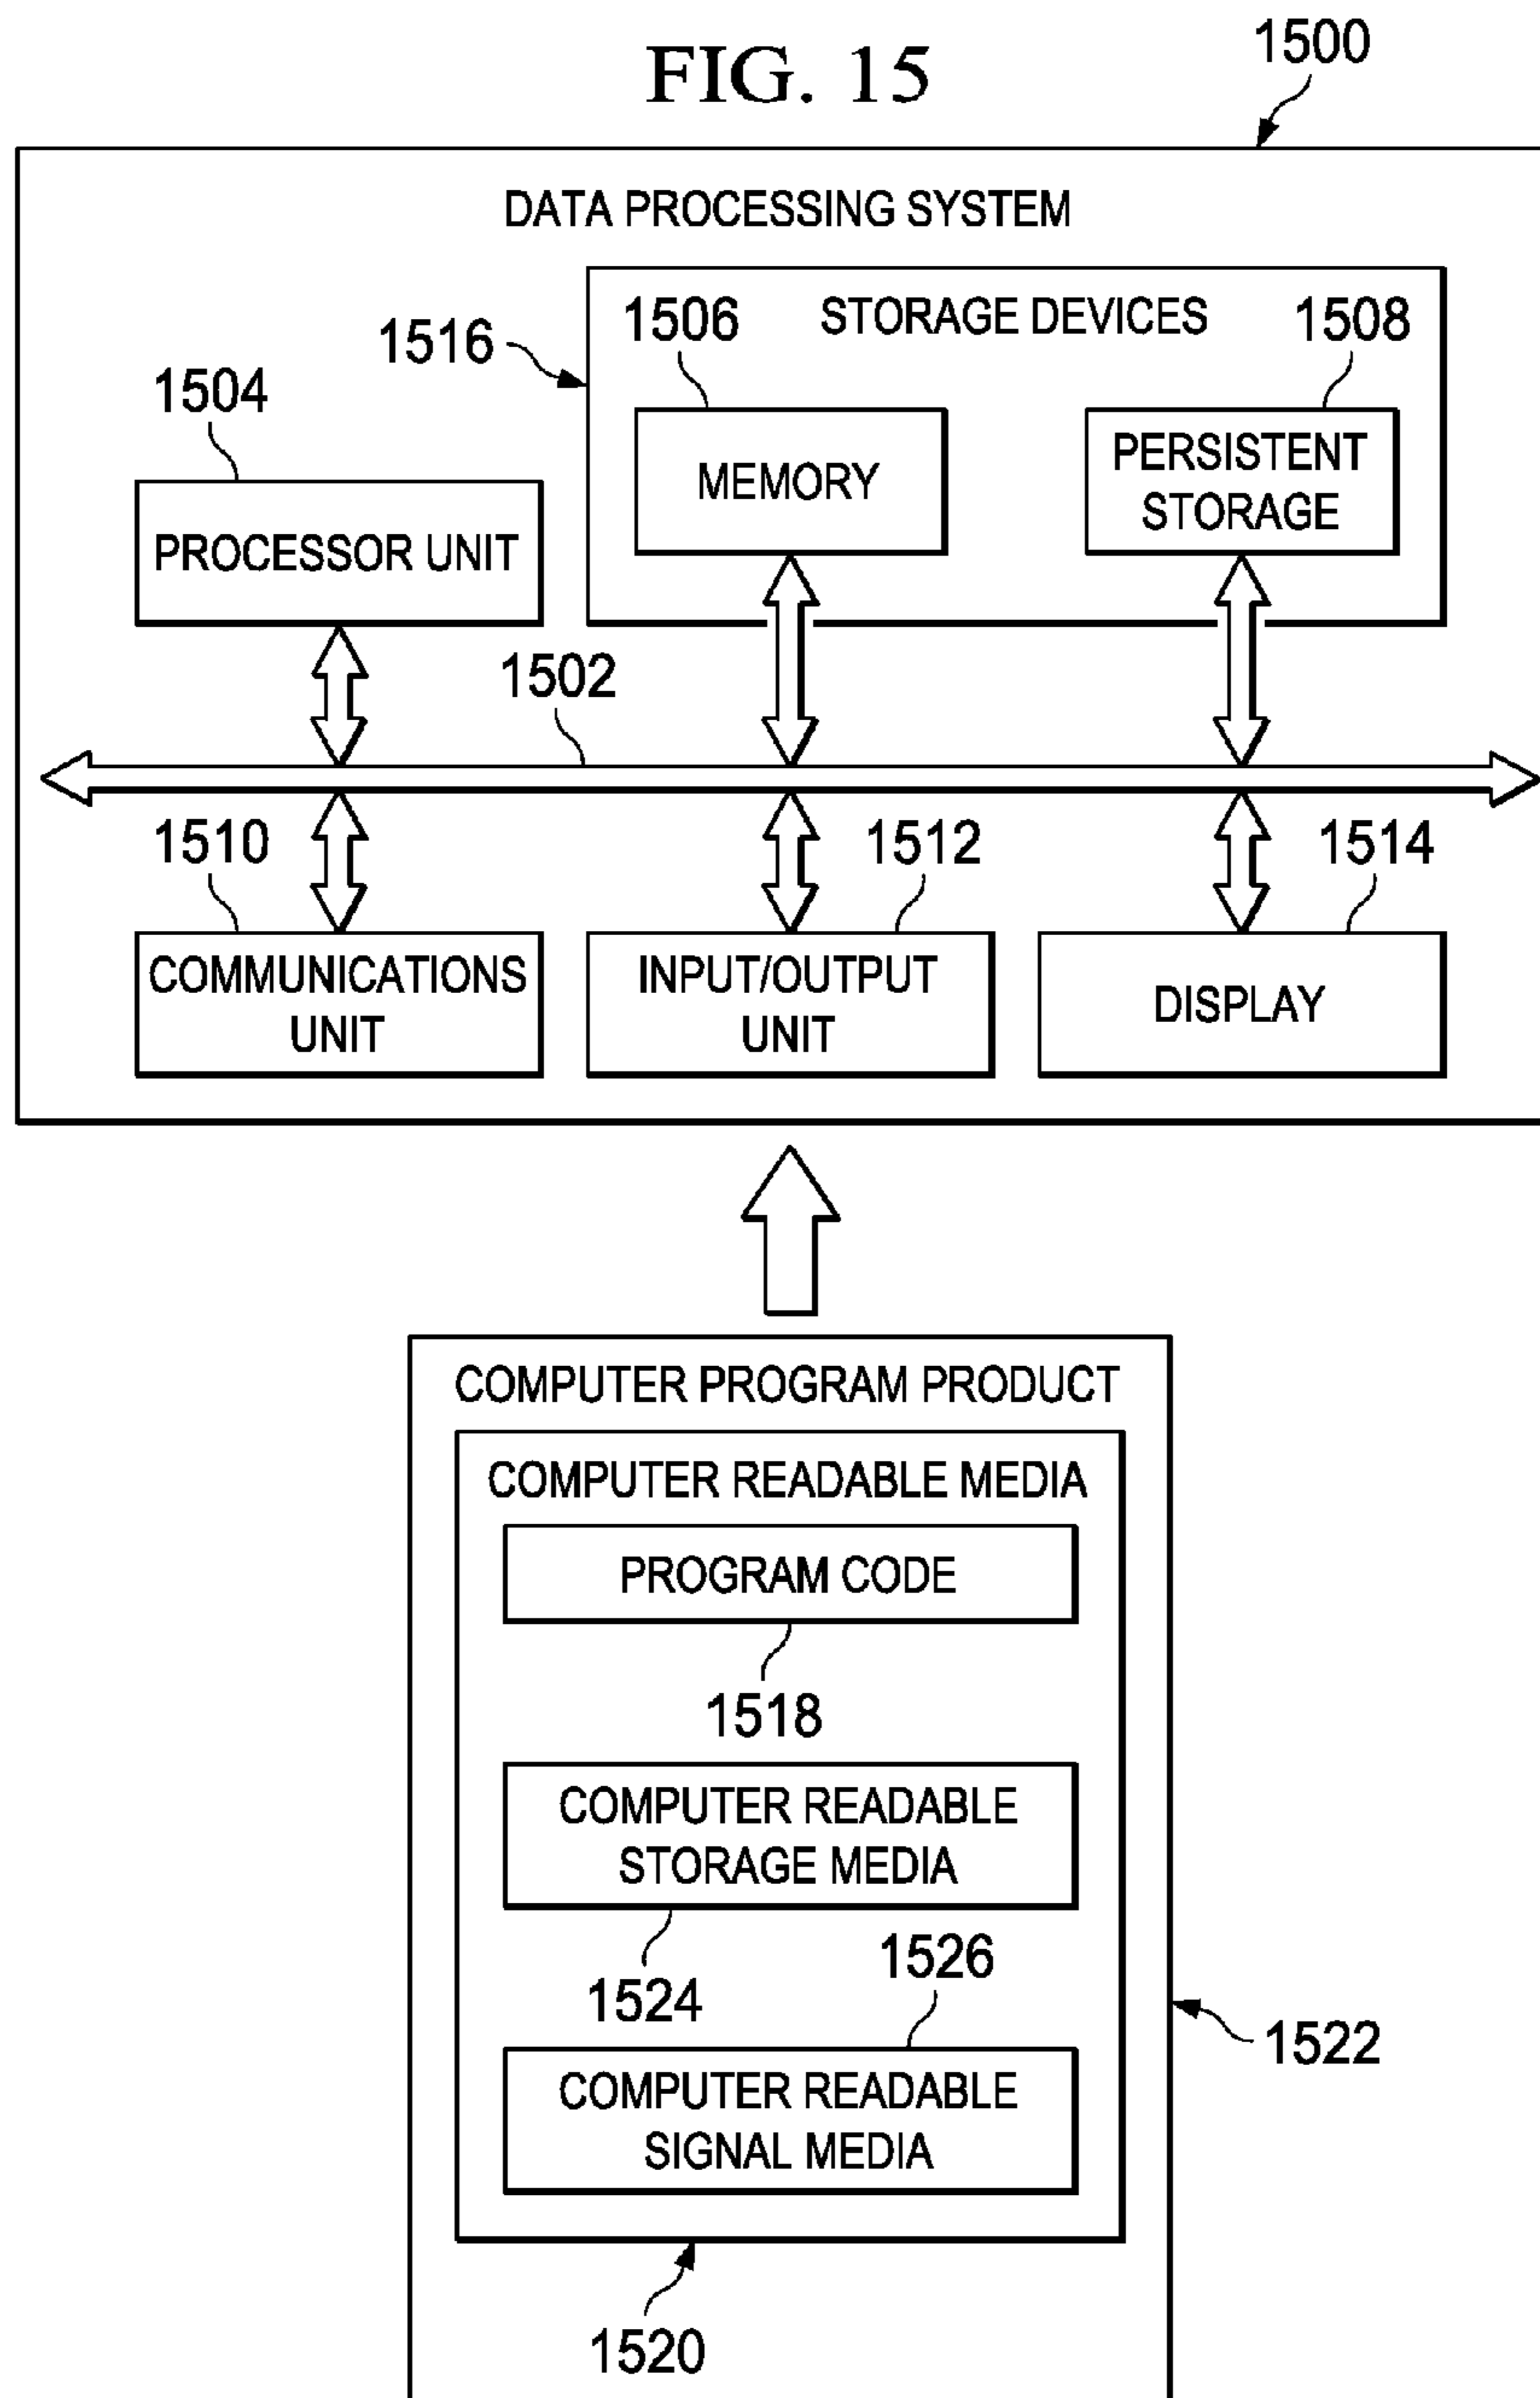 FIG. 15
1500
DATA PROCESSING SYSTEM
1516
1506
STORAGE DEVICES
1508
1504
MEMORY
PERSISTENT
STORAGE
PROCESSOR UNIT
1502
1510
1512
1514
COMMUNICATIONS
UNIT
INPUT/OUTPUT
UNIT
DISPLAY
COMPUTER PROGRAM PRODUCT
COMPUTER READABLE MEDIA
PROGRAM CODE
1518
COMPUTER READABLE
STORAGE MEDIA
1524
1526
COMPUTER READABLE
SIGNAL MEDIA
1522
1520